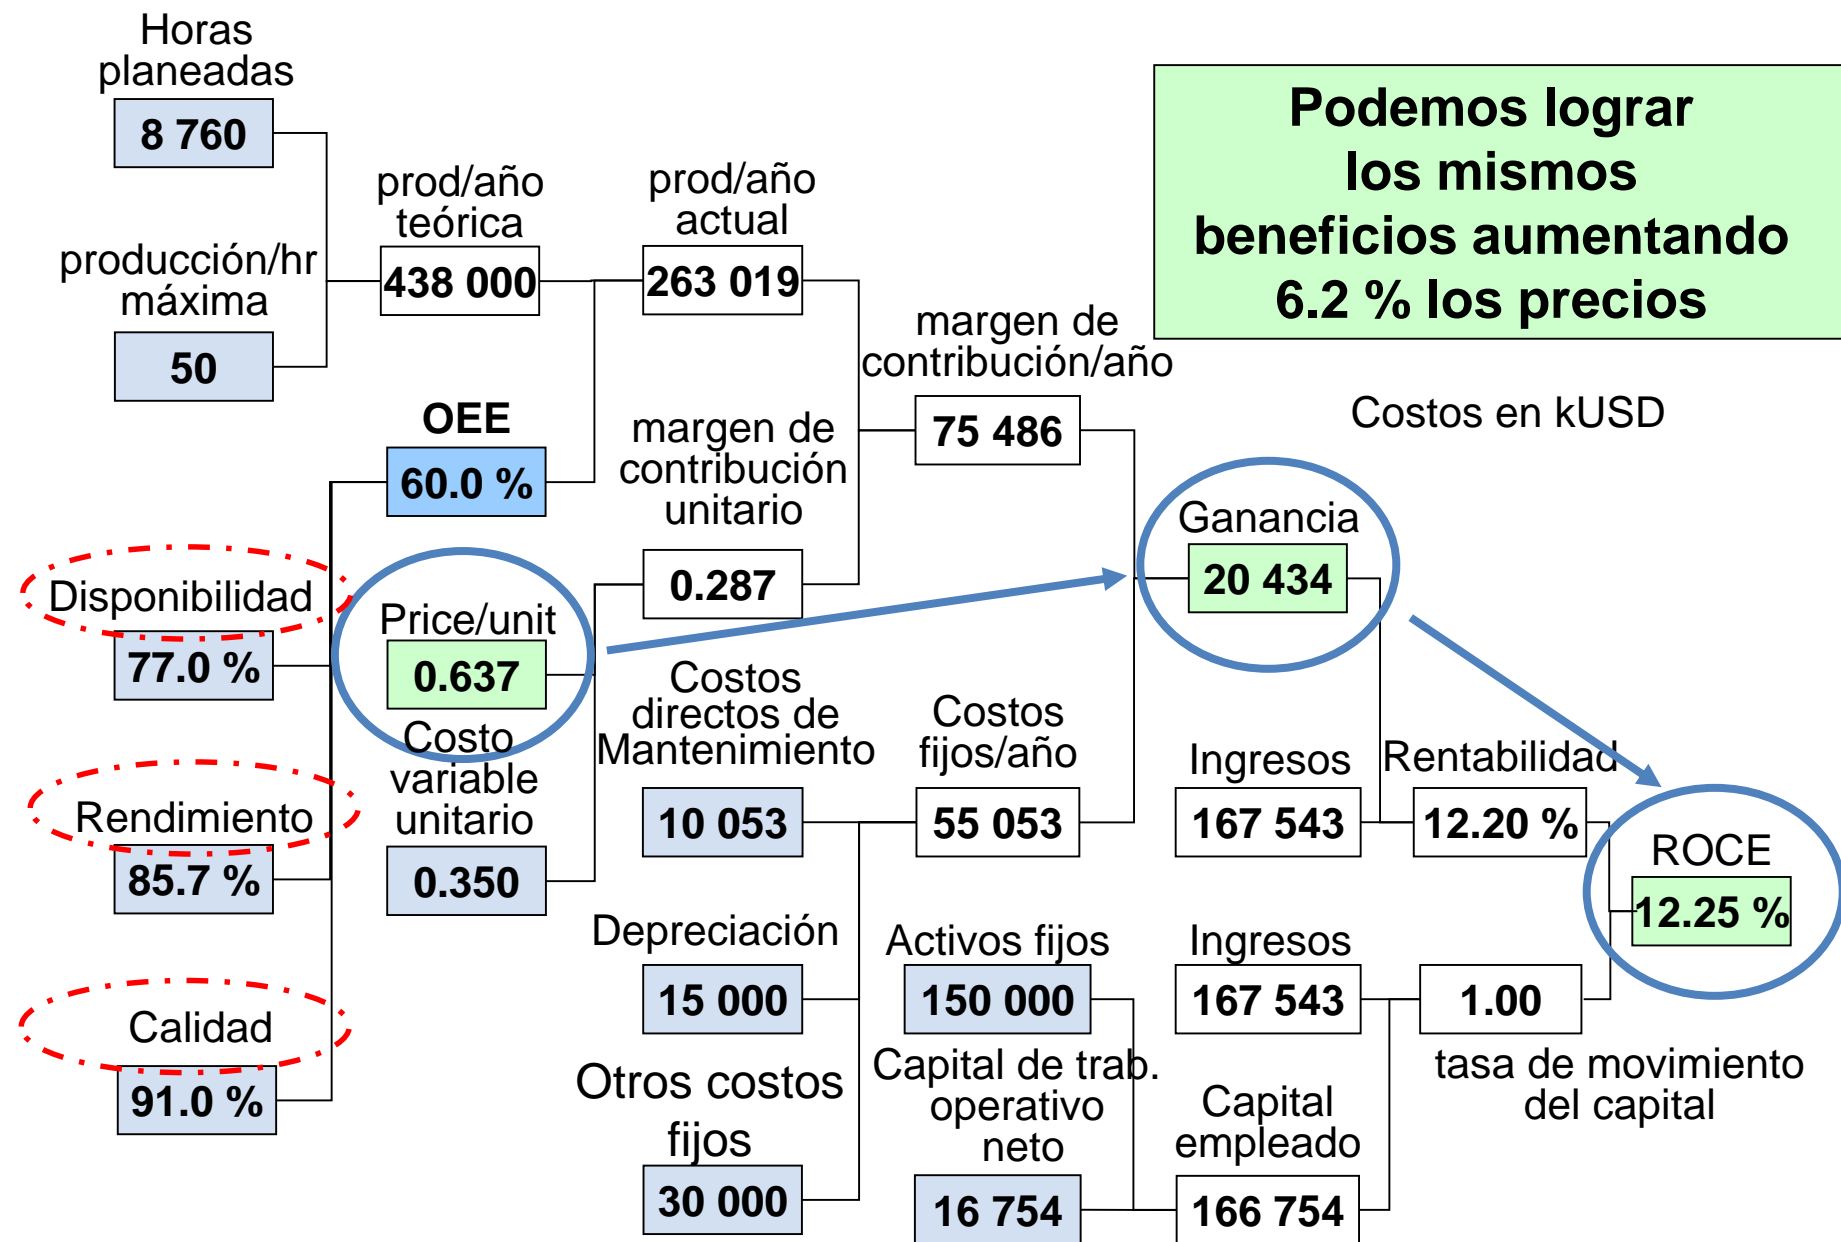 Horas
planeadas
8 760
producción/hr
máxima
50
prod/año
teórica
438 000
prod/año
actual
263 019
Podemos lograr
los mismos
beneficios aumentando
6.2 % los precios
margen de
contribución/año
75 486
Costos en kUSD
OEE
60.0 %
margen de
contribución
unitario
0.287
Ganancia
20 434
Disponibilidad
77.0 %
Price/unit
0.637
Costo
variable
unitario
0.350
Costos
directos de
Mantenimiento
10 053
Costos
fijos/año
55 053
Ingresos
167 543
Rentabilidad
12.20 %
ROCE
12.25 %
Rendimiento
85.7 %
Depreciación
15 000
Activos fijos
150 000
Ingresos
167 543
1.00
tasa de movimiento
del capital
Calidad
91.0 %
Otros costos
fijos
30 000
Capital de trab.
operativo
neto
16 754
Capital
empleado
166 754